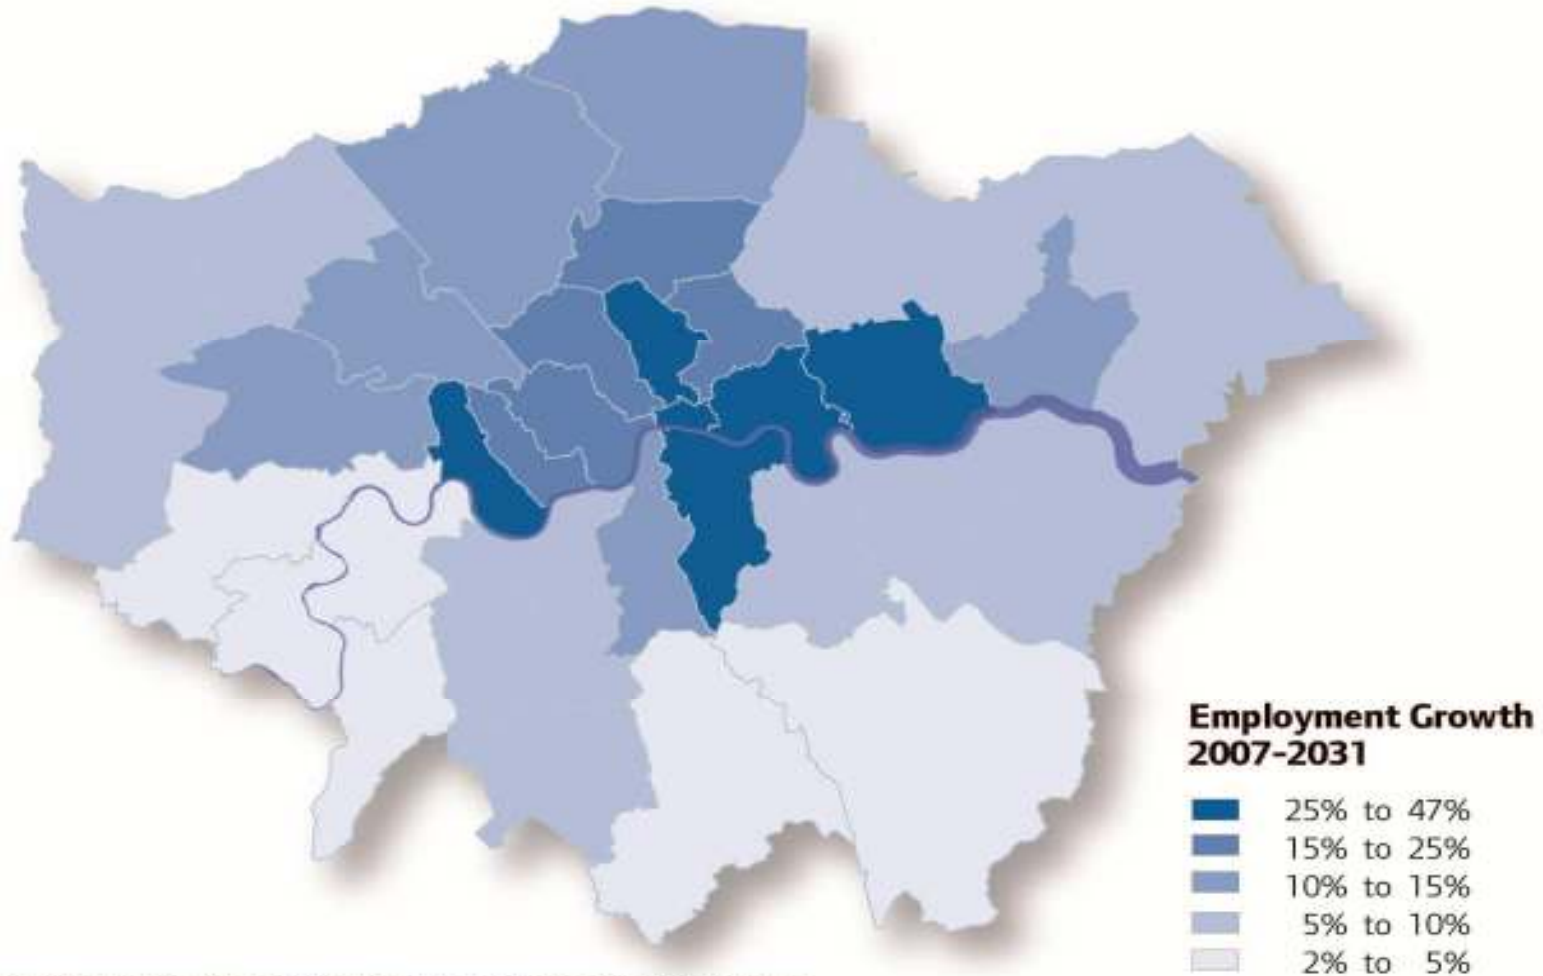 Employment Growth
2007–2031
25% to 47%
15% to 25%
10% to 15%
5% to 10%
2% to 5%